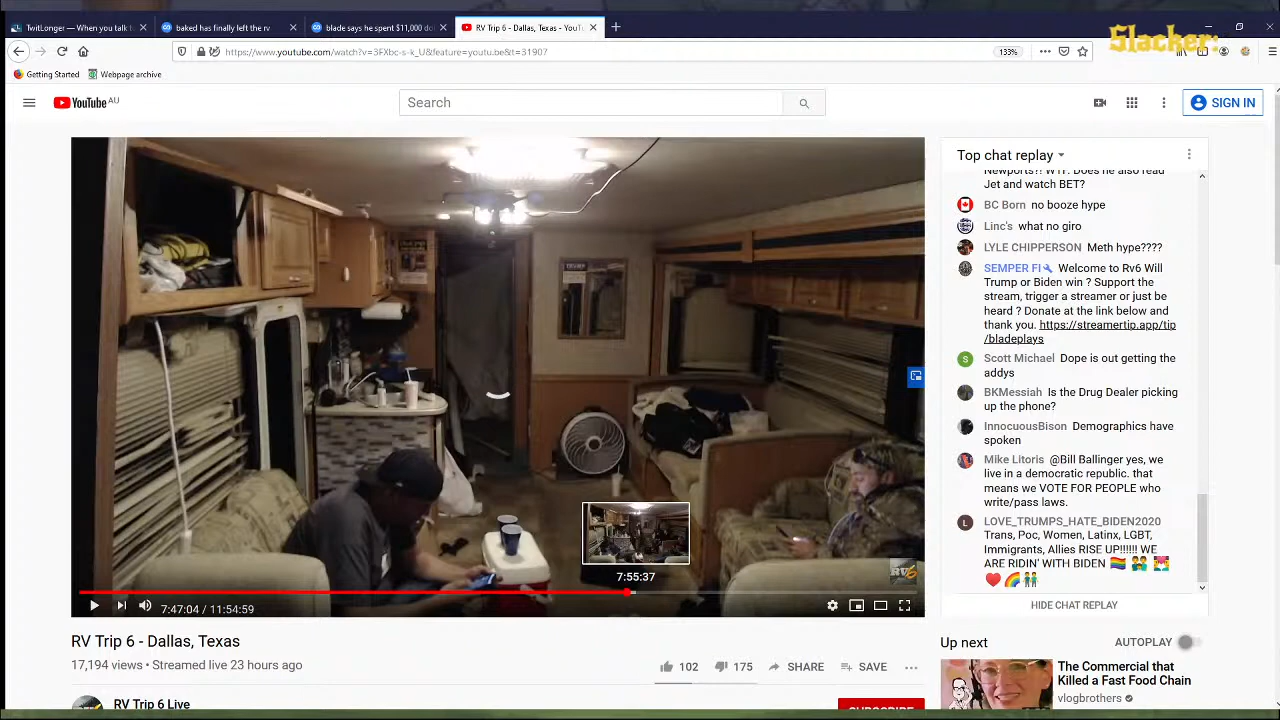 TwitLonger — When you talk t
baked has finally left the rv
blade says he spent $11,000 do
RV Trip 6 - Dallas, Texas - YouTu
Slacker:
https://www.youtube.com/watch?v=3FXbc-s-k_U&feature=youtu.be&t=31907
133%
Getting Started
Webpage archive
YouTube AU
Search
SIGN IN
Top chat replay
Newports?! WTF. Does he also read
Jet and watch BET?
BC Born no booze hype
Linc's what no giro
LYLE CHIPPERSON Meth hype????
SEMPER FI Welcome to Rv6 Will
Trump or Biden win ? Support the
stream, trigger a streamer or just be
heard ? Donate at the link below and
thank you. https://streamertip.app/tip
/bladeplays
S
Scott Michael Dope is out getting the
addys
BKMessiah Is the Drug Dealer picking
up the phone?
InnocuousBison Demographics have
spoken
Mike Litoris @Bill Ballinger yes, we
live in a democratic republic. that
means we VOTE FOR PEOPLE who
write/pass laws.
L
LOVE_TRUMPS_HATE_BIDEN2020
Trans, Poc, Women, Latinx, LGBT,
Immigrants, Allies RISE UP!!!!!! WE
ARE RIDIN' WITH BIDEN
HIDE CHAT REPLAY
7:55:37
RV6
7:47:04 / 11:54:59
RV Trip 6 - Dallas, Texas
17,194 views • Streamed live 23 hours ago
102
175
SHARE
SAVE
RV Trip 6 Live
SUBSCRIBE
Up next
AUTOPLAY
The Commercial that
Killed a Fast Food Chain
vlogbrothers